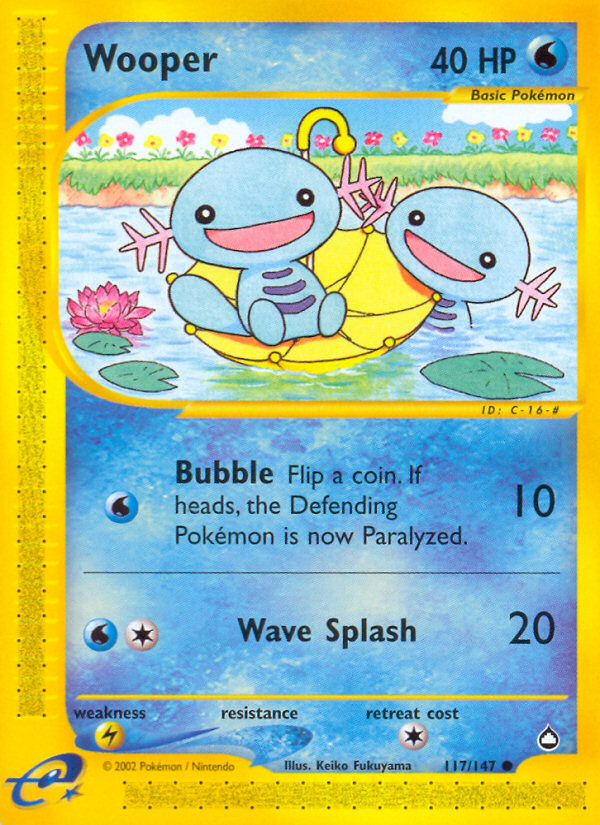 Wooper
40 HP
Basic Pokémon
ID: C-16-#
Bubble Flip a coin. If
heads, the Defending
Pokémon is now Paralyzed.
10
Wave Splash
20
weakness
resistance
retreat cost
© 2002 Pokémon / Nintendo
Illus. Keiko Fukuyama
117/147
e